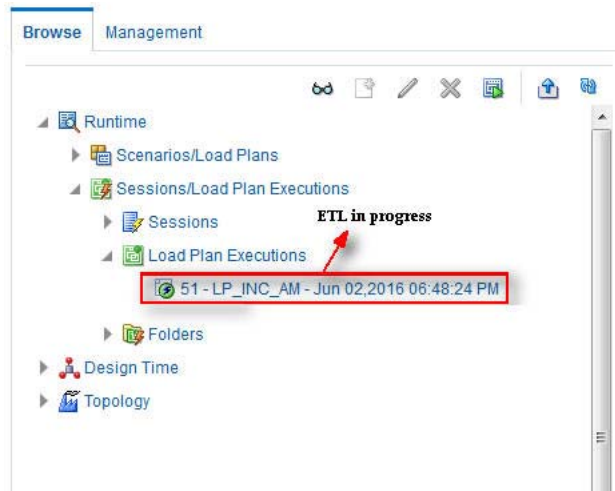 Browse Management
Runtime
Scenarios/Load Plans
Sessions/Load Plan Executions
Sessions
ETL in progress
Load Plan Executions
51 - LP_INC_AM - Jun 02,2016 06:48:24 PM
Folders
Design Time
Topology